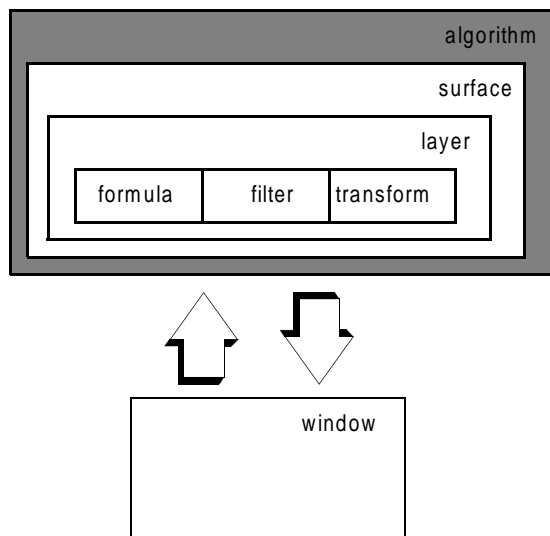 algorithm
surface
layer
formula filter transform
window